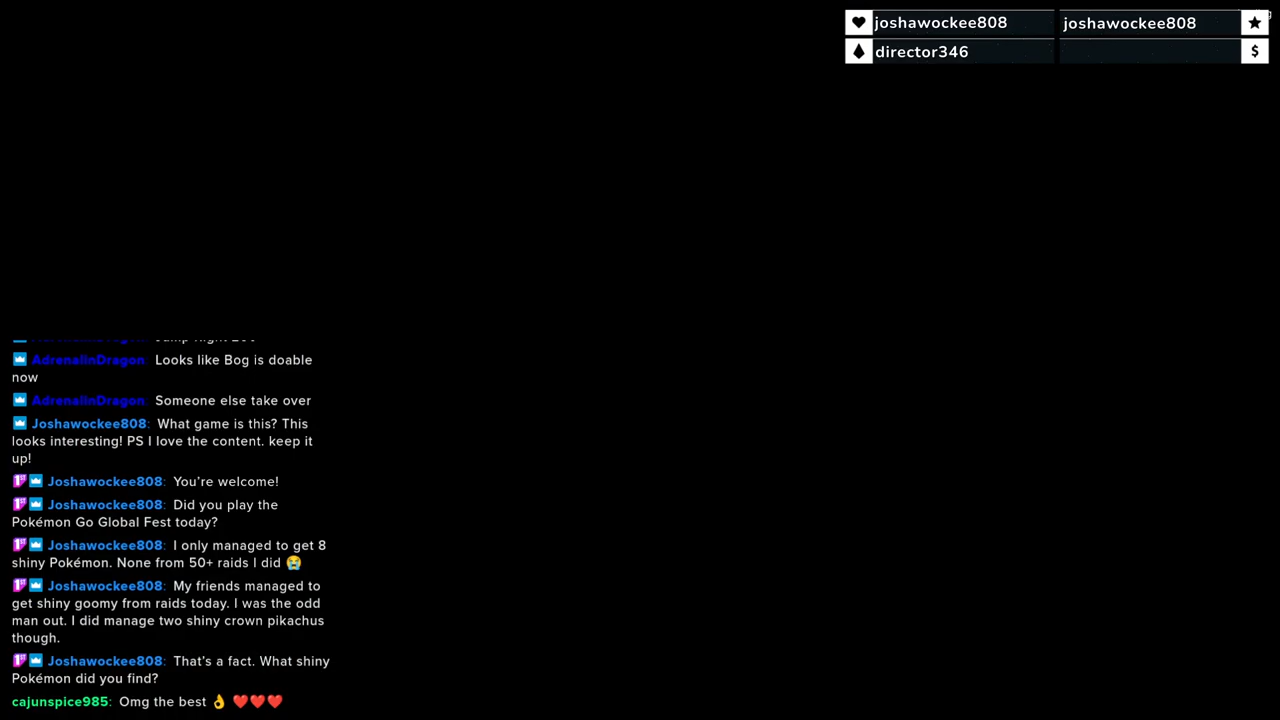 joshawockee808
joshawockee808
director346
$
AdrenalinDragon: Looks like Bog is doable
now
AdrenalinDragon: Someone else take over
Joshawockee808: What game is this? This
looks interesting! PS I love the content. keep it
up!
Joshawockee808: You're welcome!
Joshawockee808: Did you play the
Pokémon Go Global Fest today?
Joshawockee808: I only managed to get 8
shiny Pokémon. None from 50+ raids I did 😭
Joshawockee808: My friends managed to
get shiny goomy from raids today. I was the odd
man out. I did manage two shiny crown pikachus
though.
Joshawockee808: That's a fact. What shiny
Pokémon did you find?
cajunspice985: Omg the best 👌 ❤️❤️❤️